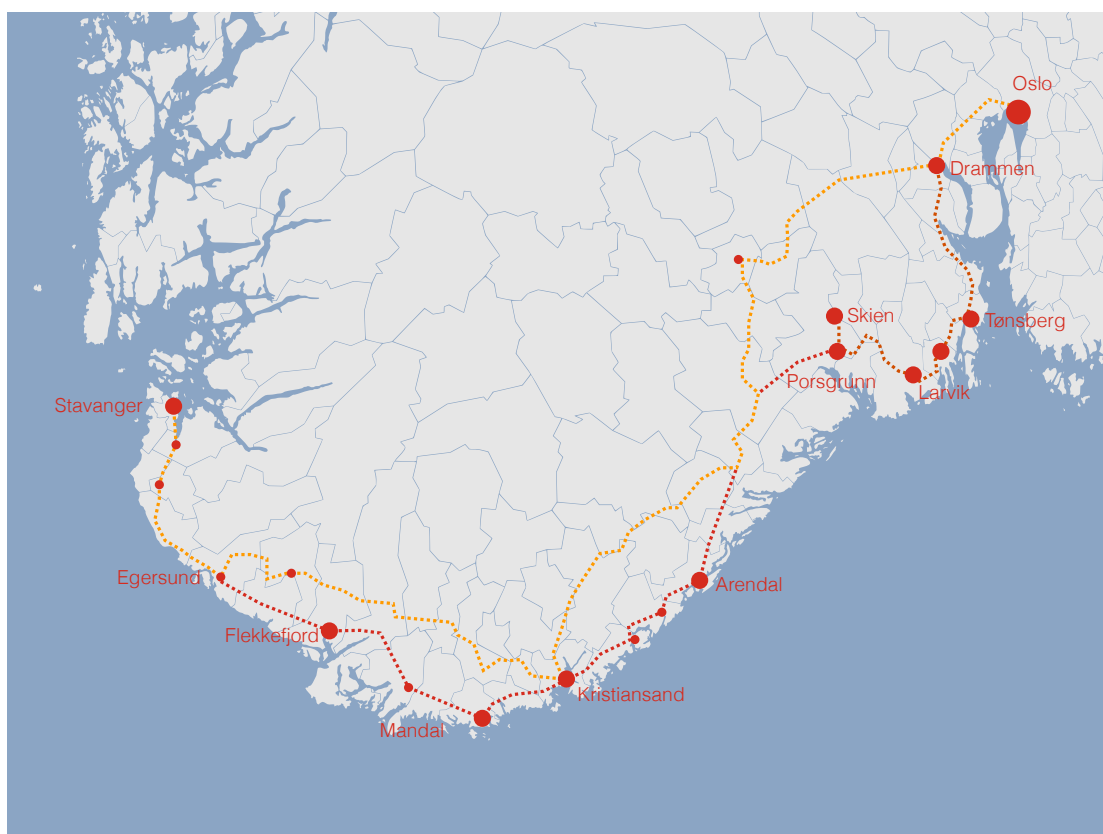 Oslo
Drammen
Skien
Tønsberg
Porsgrunn
Larvik
Stavanger
Egersund
Arendal
Flekkefjord
Kristiansand
Mandal